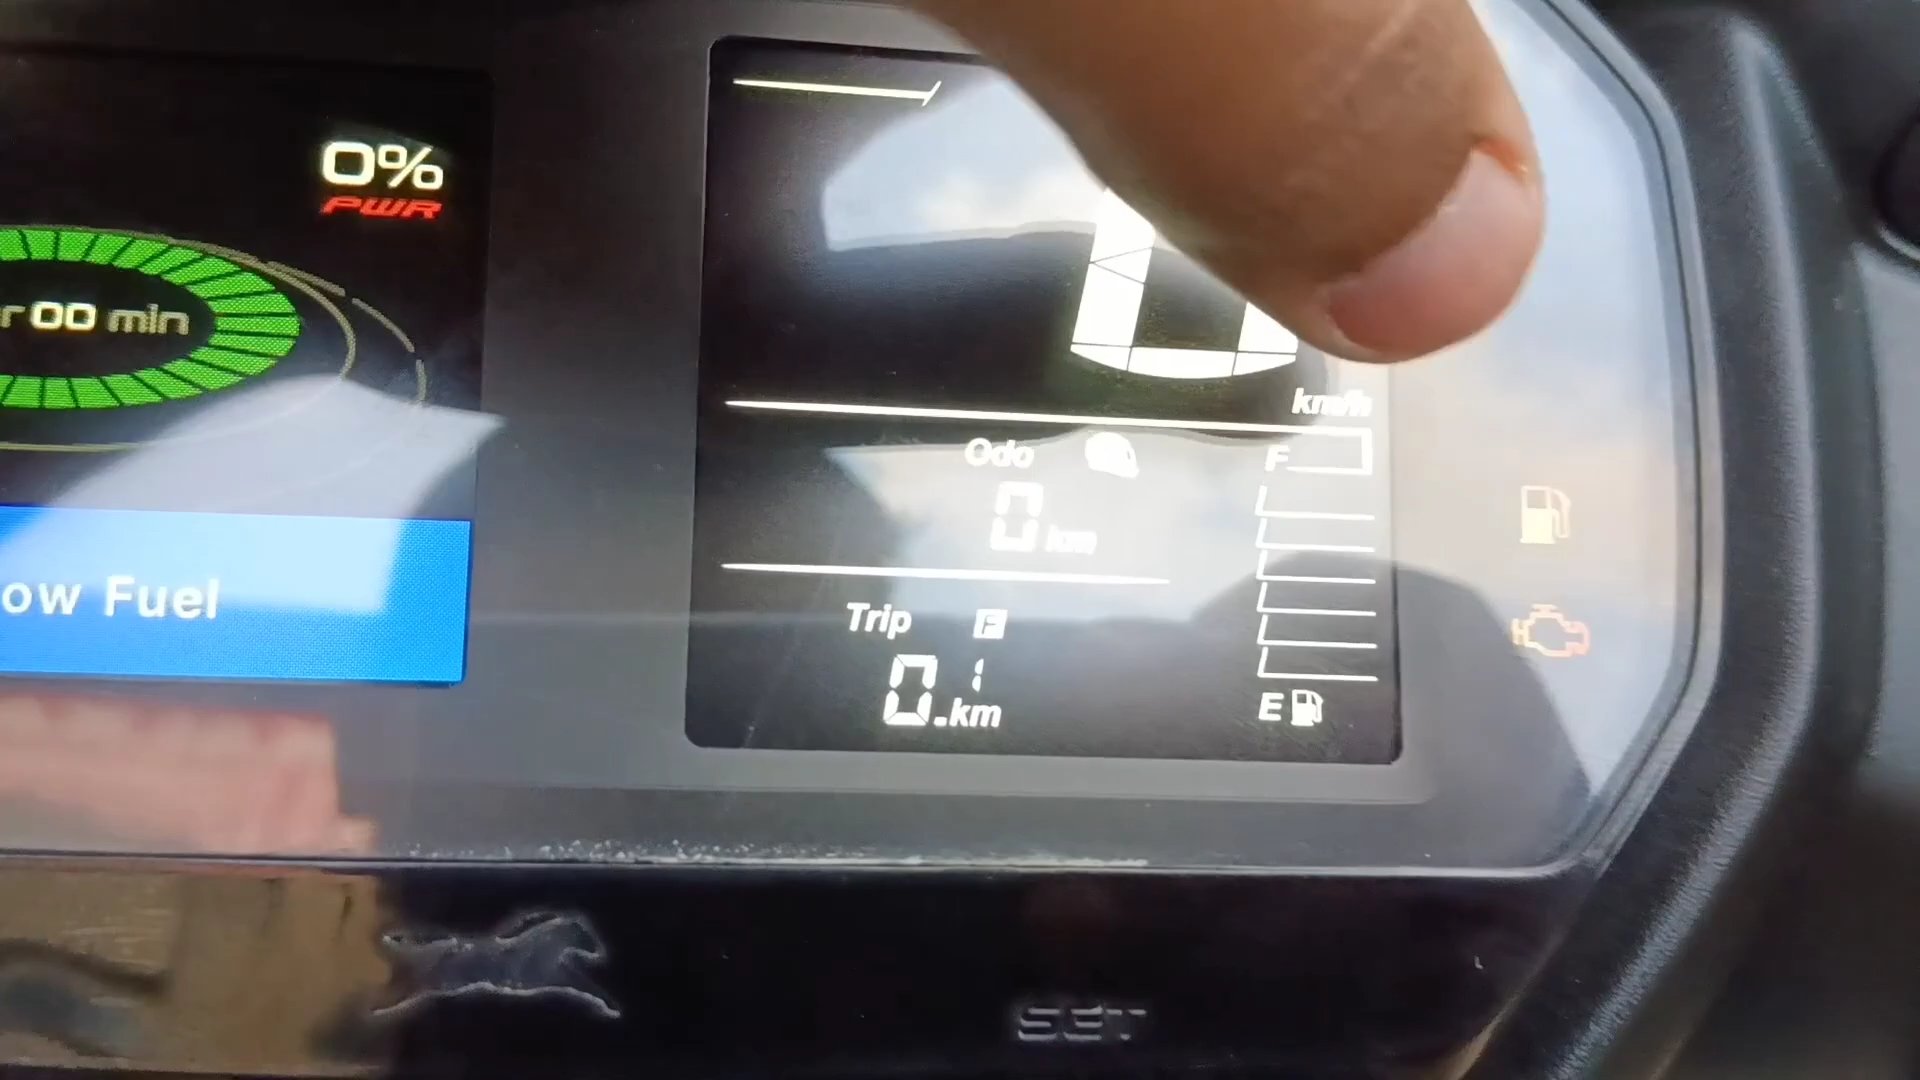 0%
PWR
00 min
ow Fuel
km/h
Odo
F
0 km
Trip F
0.1 km
E
SET